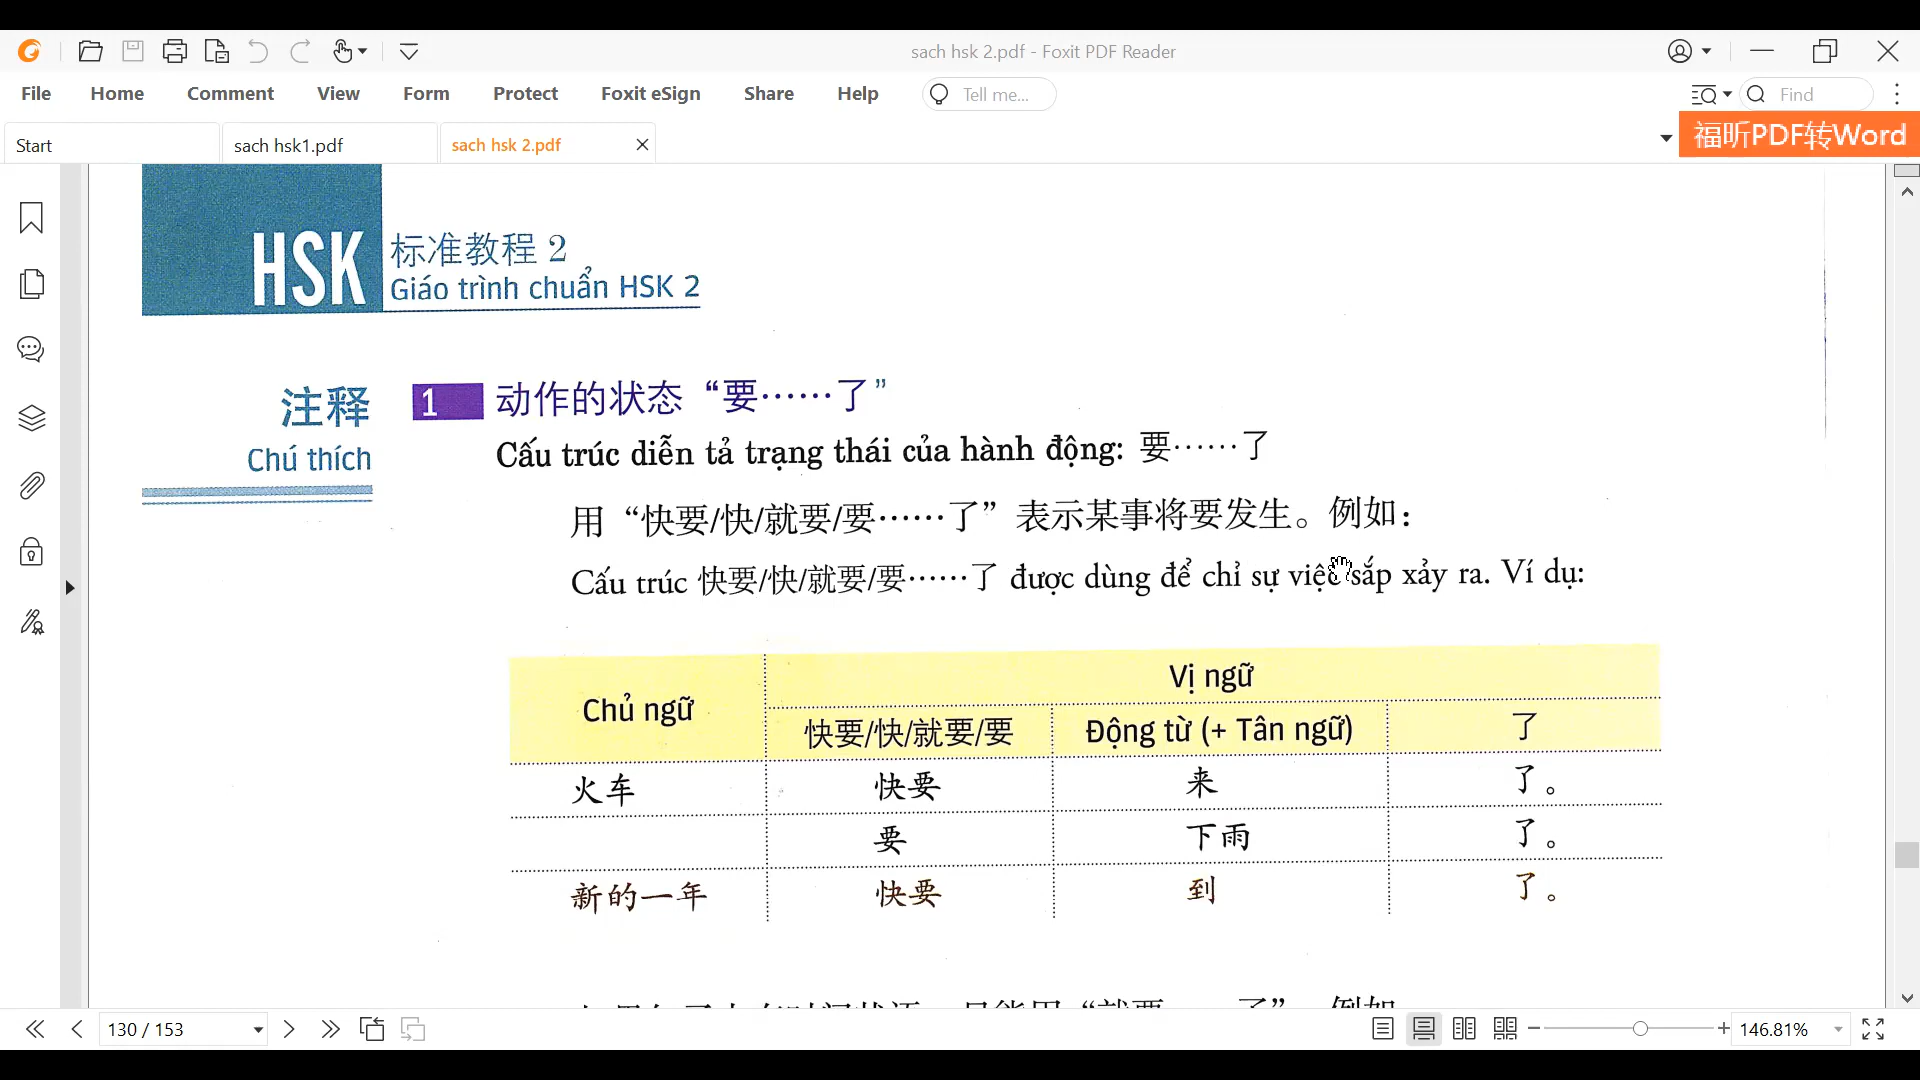 sach hsk 2.pdf - Foxit PDF Reader
File Home Comment View Form Protect Foxit eSign Share Help Tell me... Find
Start sach hsk1.pdf sach hsk 2.pdf 福昕PDF转Word
HSK 标准教程 2
Giáo trình chuẩn HSK 2
注释
Chú thích
1 动作的状态 “要……了”
Cấu trúc diễn tả trạng thái của hành động: 要……了
用 “快要/快/就要/要……了” 表示某事将要发生。例如：
Cấu trúc 快要/快/就要/要……了 được dùng để chỉ sự việc sắp xảy ra. Ví dụ:
Chủ ngữ Vị ngữ
快要/快/就要/要 Động từ (+ Tân ngữ) 了
火车 快要 来 了。
要 下雨 了。
新的一年 快要 到 了。
130 / 153 146.81%